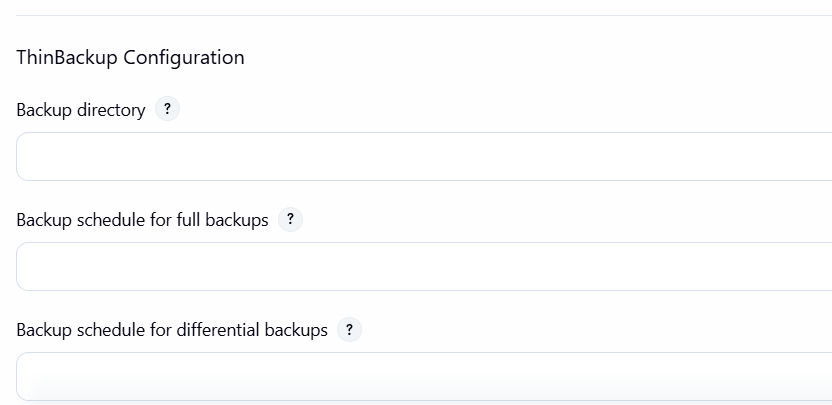 ThinBackup Configuration
Backup directory ?
Backup schedule for full backups ?
Backup schedule for differential backups ?